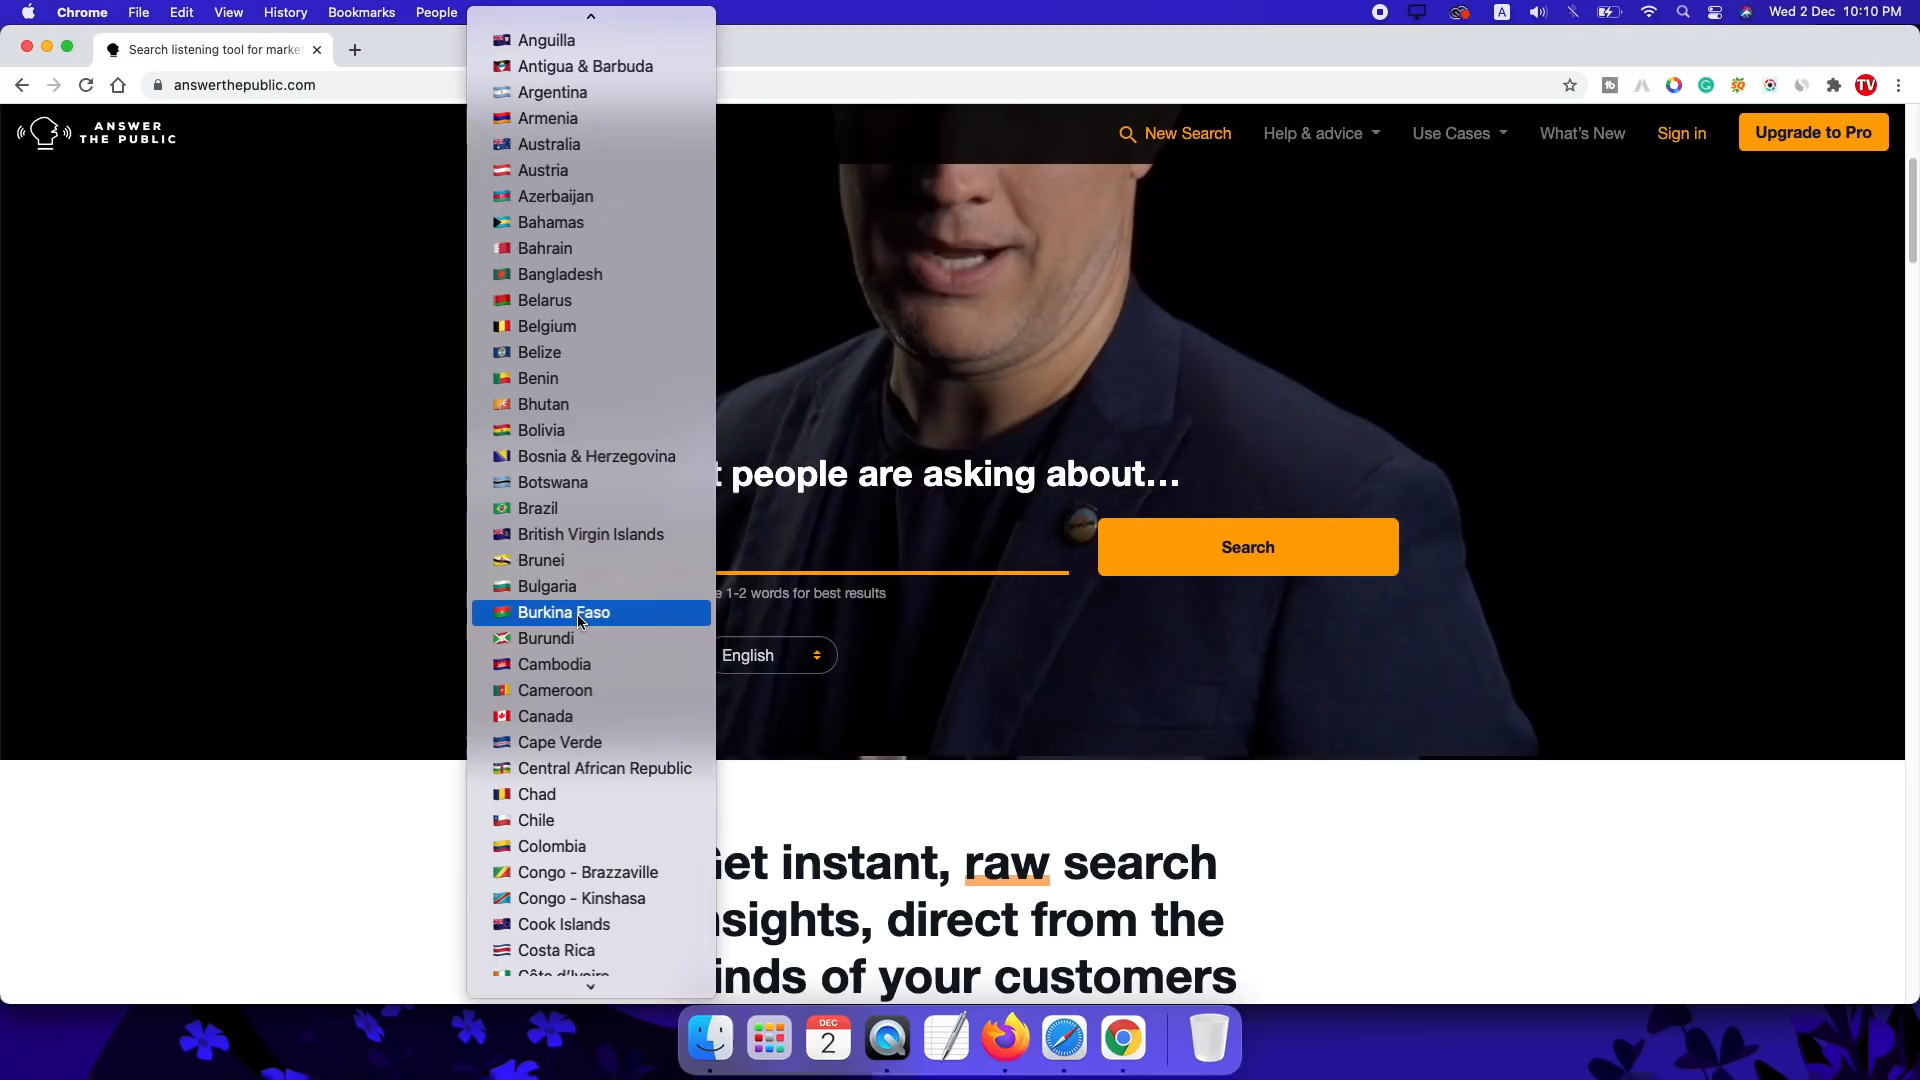 Chrome File Edit View History Bookmarks People A Wed 2 Dec 10:10 PM
Search listening tool for marke
answerthepublic.com
TV
ANSWER
THE PUBLIC
New Search Help & advice Use Cases What's New Sign in Upgrade to Pro
Anguilla
Antigua & Barbuda
Argentina
Armenia
Australia
Austria
Azerbaijan
Bahamas
Bahrain
Bangladesh
Belarus
Belgium
Belize
Benin
Bhutan
Bolivia
Bosnia & Herzegovina
Botswana
Brazil
British Virgin Islands
Brunei
Bulgaria
Burkina Faso
Burundi
Cambodia
Cameroon
Canada
Cape Verde
Central African Republic
Chad
Chile
Colombia
Congo - Brazzaville
Congo - Kinshasa
Cook Islands
Costa Rica
Côte d'Ivoire
t people are asking about...
Search
e 1-2 words for best results
English
Get instant, raw search
nsights, direct from the
inds of your customers
DEC
2